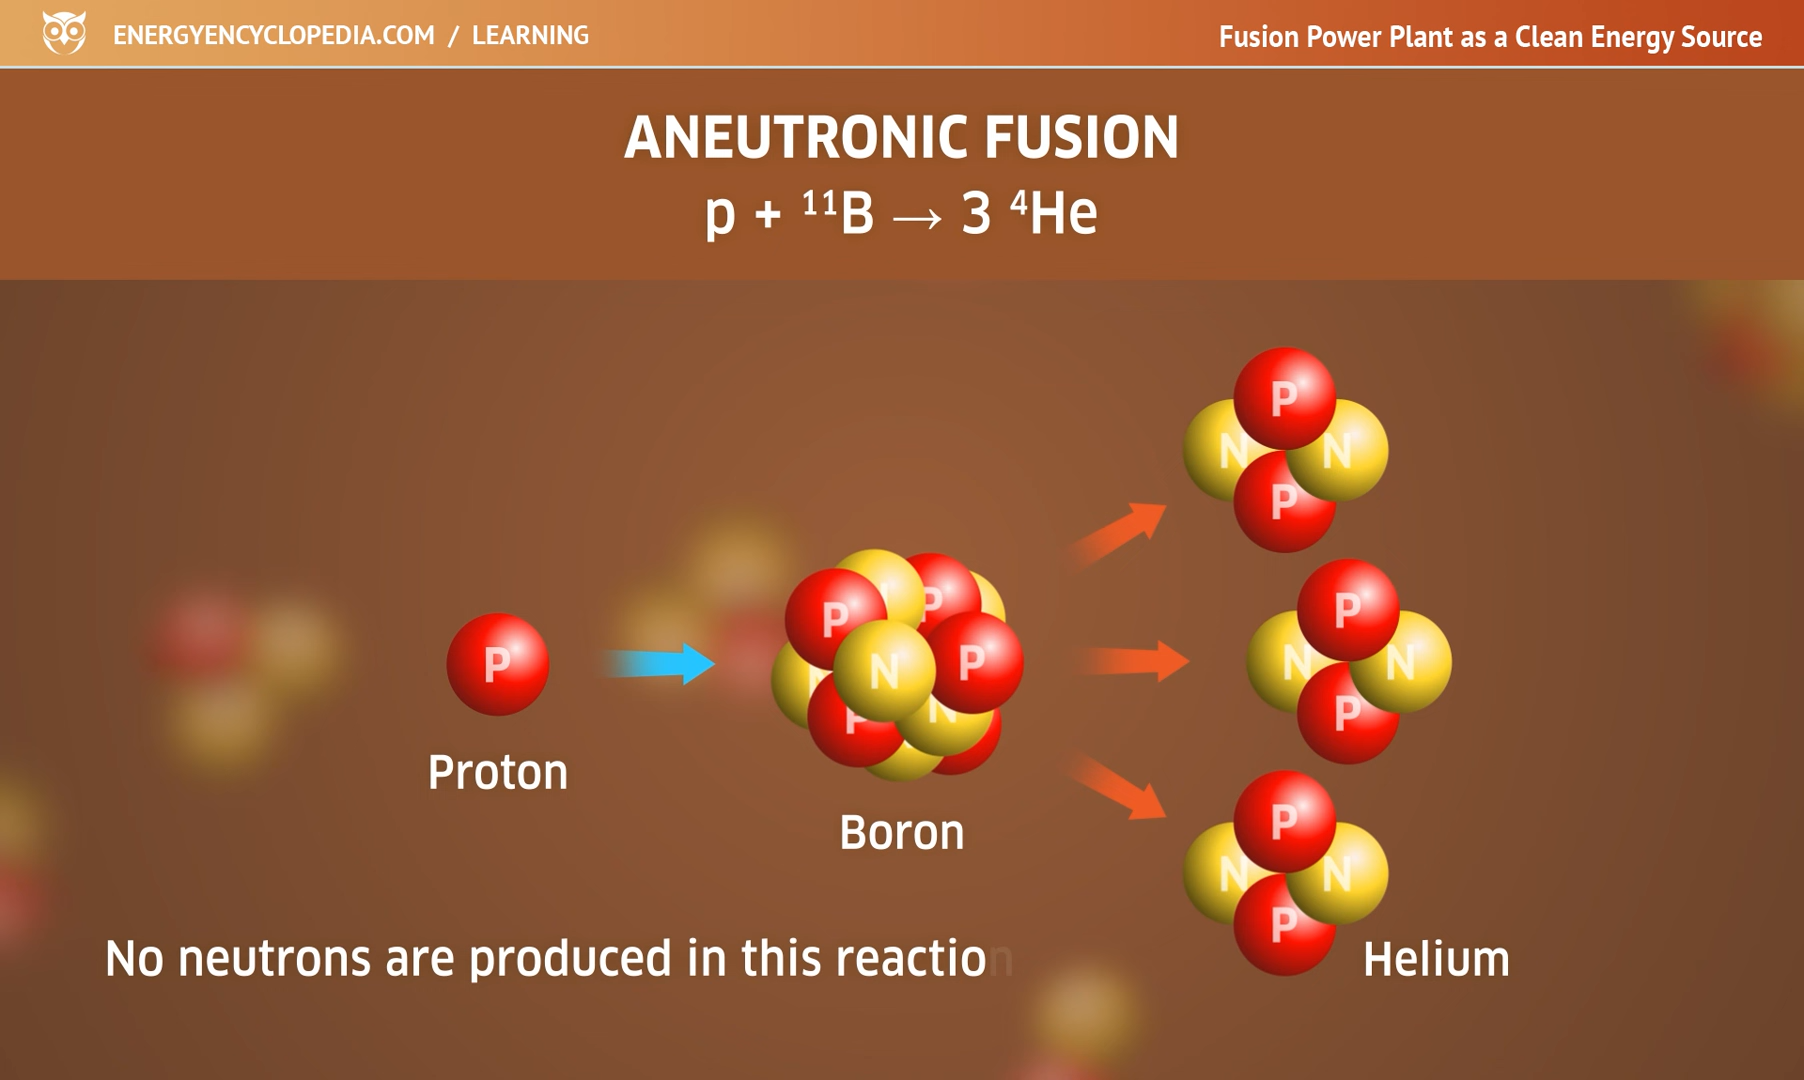 ENERGYENCYCLOPEDIA.COM / LEARNING
Fusion Power Plant as a Clean Energy Source
ANEUTRONIC FUSION
p + ¹¹B → 3 ⁴He
P
N N
P
N P
P N P
N P N N
P N P
Proton
P
Boron
P
N N
P
No neutrons are produced in this reaction
Helium